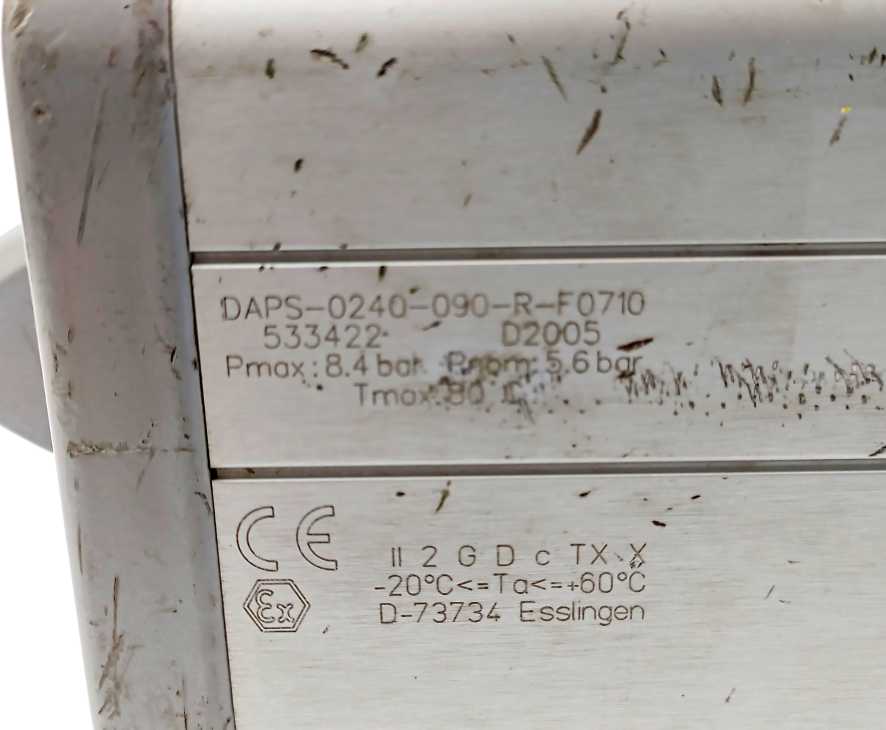 DAPS-0240-090-R-F0710
533422 D2005
Pmax: 8.4 bar Pnom: 5.6 bar
Tmax: 80 °C
CE
II 2 G D c TX X
-20°C<=Ta<=+60°C
Ex
D-73734 Esslingen